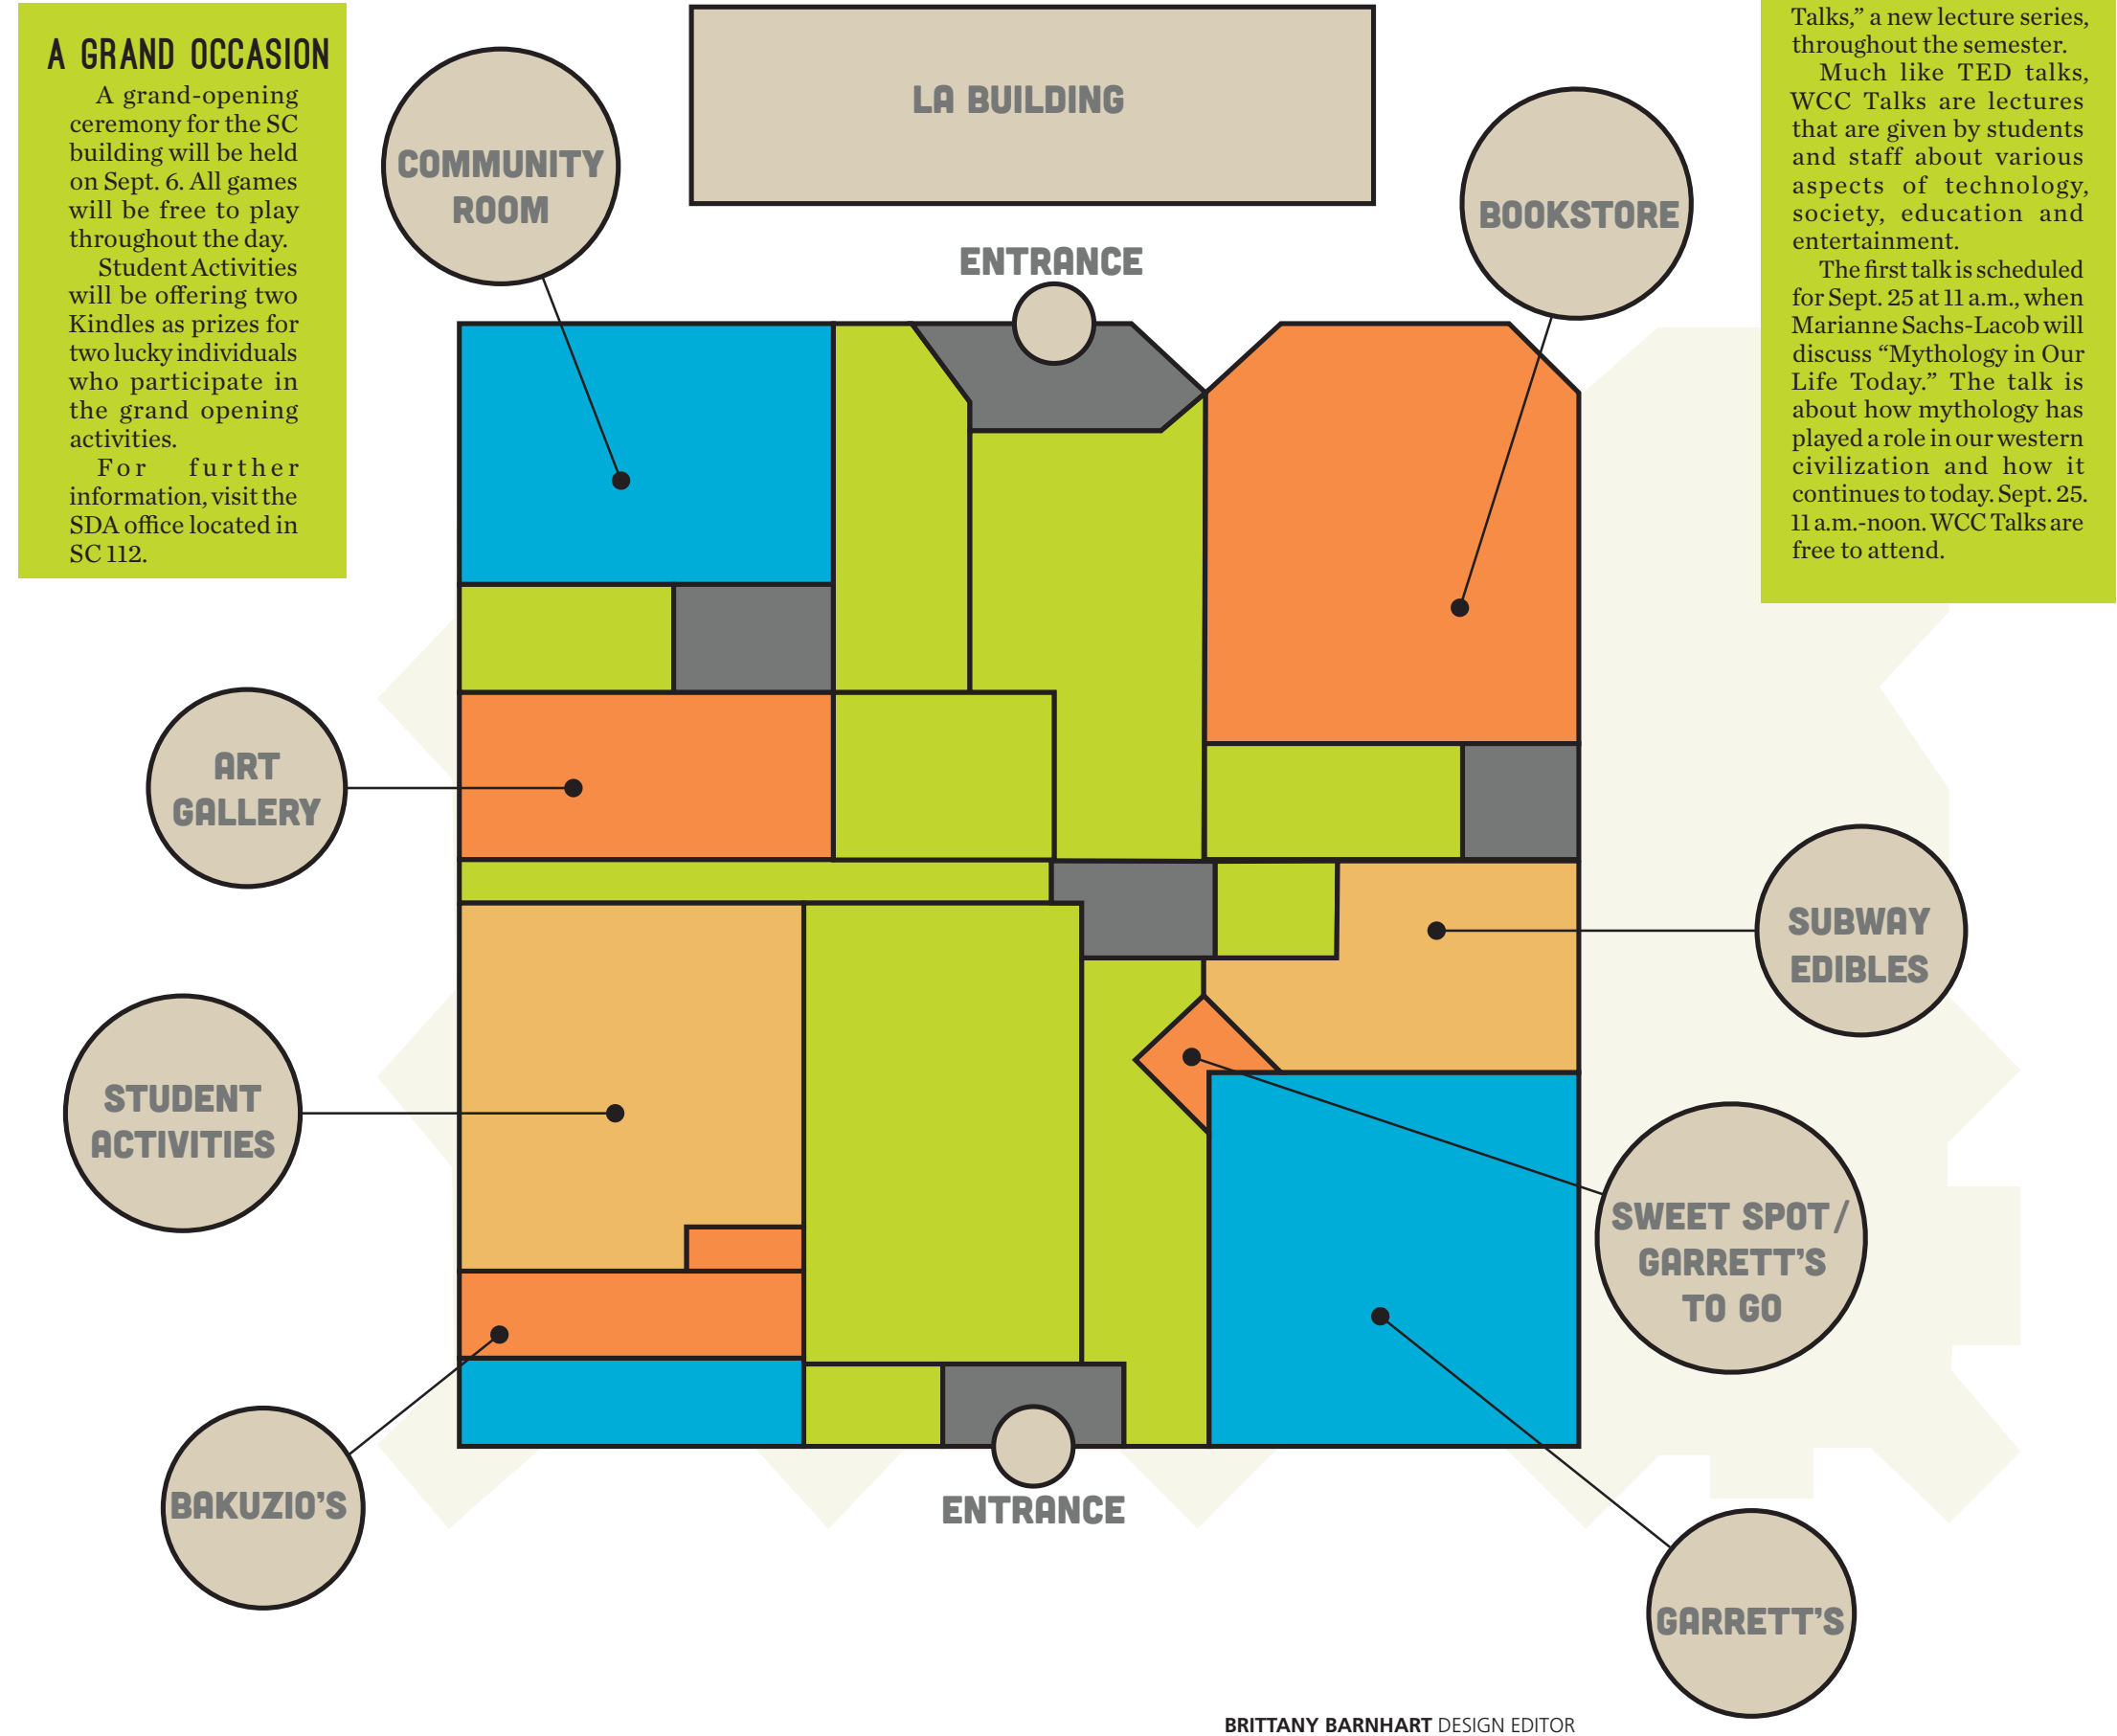 A GRAND OCCASION
A grand-opening
ceremony for the SC
building will be held
on Sept. 6. All games
will be free to play
throughout the day.
Student Activities
will be offering two
Kindles as prizes for
two lucky individuals
who participate in
the grand opening
activities.
For further
information, visit the
SDA office located in
SC 112.
COMMUNITY
ROOM
LA BUILDING
ENTRANCE
BOOKSTORE
Talks,” a new lecture series,
throughout the semester.
Much like TED talks,
WCC Talks are lectures
that are given by students
and staff about various
aspects of technology,
society, education and
entertainment.
The first talk is scheduled
for Sept. 25 at 11 a.m., when
Marianne Sachs-Lacob will
discuss “Mythology in Our
Life Today.” The talk is
about how mythology has
played a role in our western
civilization and how it
continues to today. Sept. 25.
11 a.m.-noon. WCC Talks are
free to attend.
ART
GALLERY
SUBWAY
EDIBLES
STUDENT
ACTIVITIES
SWEET SPOT/
GARRETT’S
TO GO
BAKUZIO’S
ENTRANCE
GARRETT’S
BRITTANY BARNHART DESIGN EDITOR